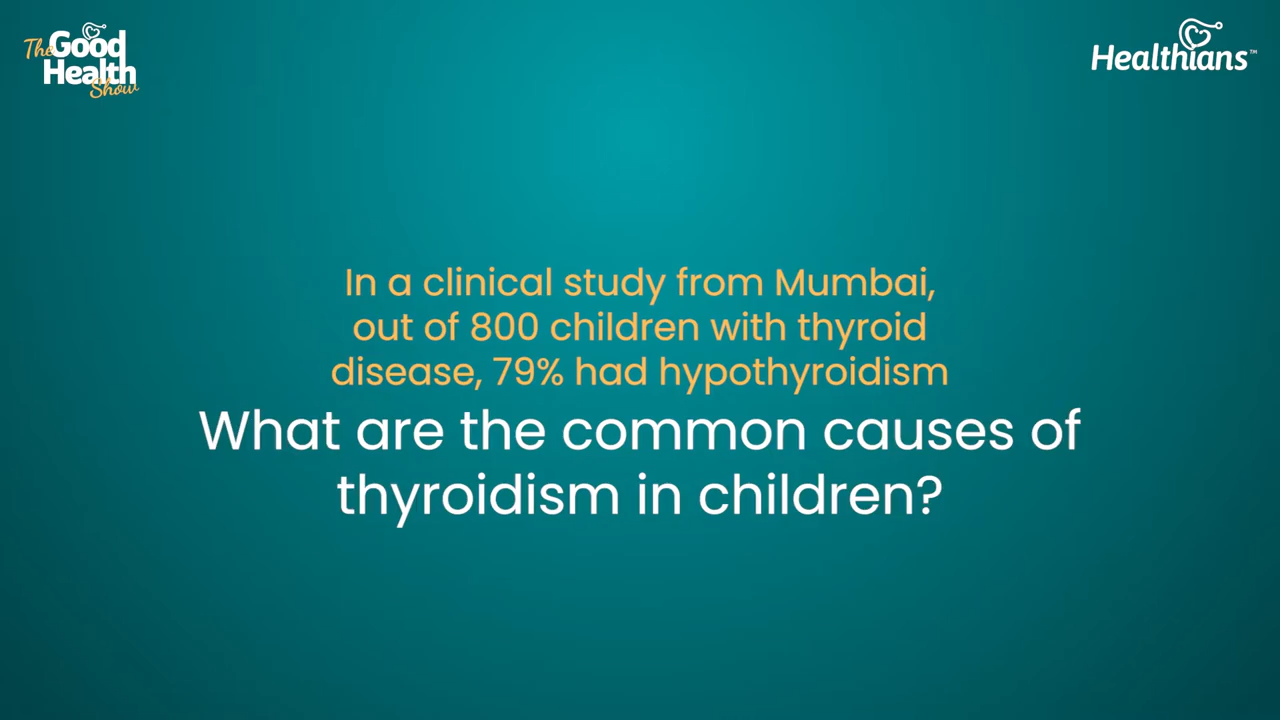 The Good
Health
Show
Healthians™
In a clinical study from Mumbai,
out of 800 children with thyroid
disease, 79% had hypothyroidism
What are the common causes of
thyroidism in children?